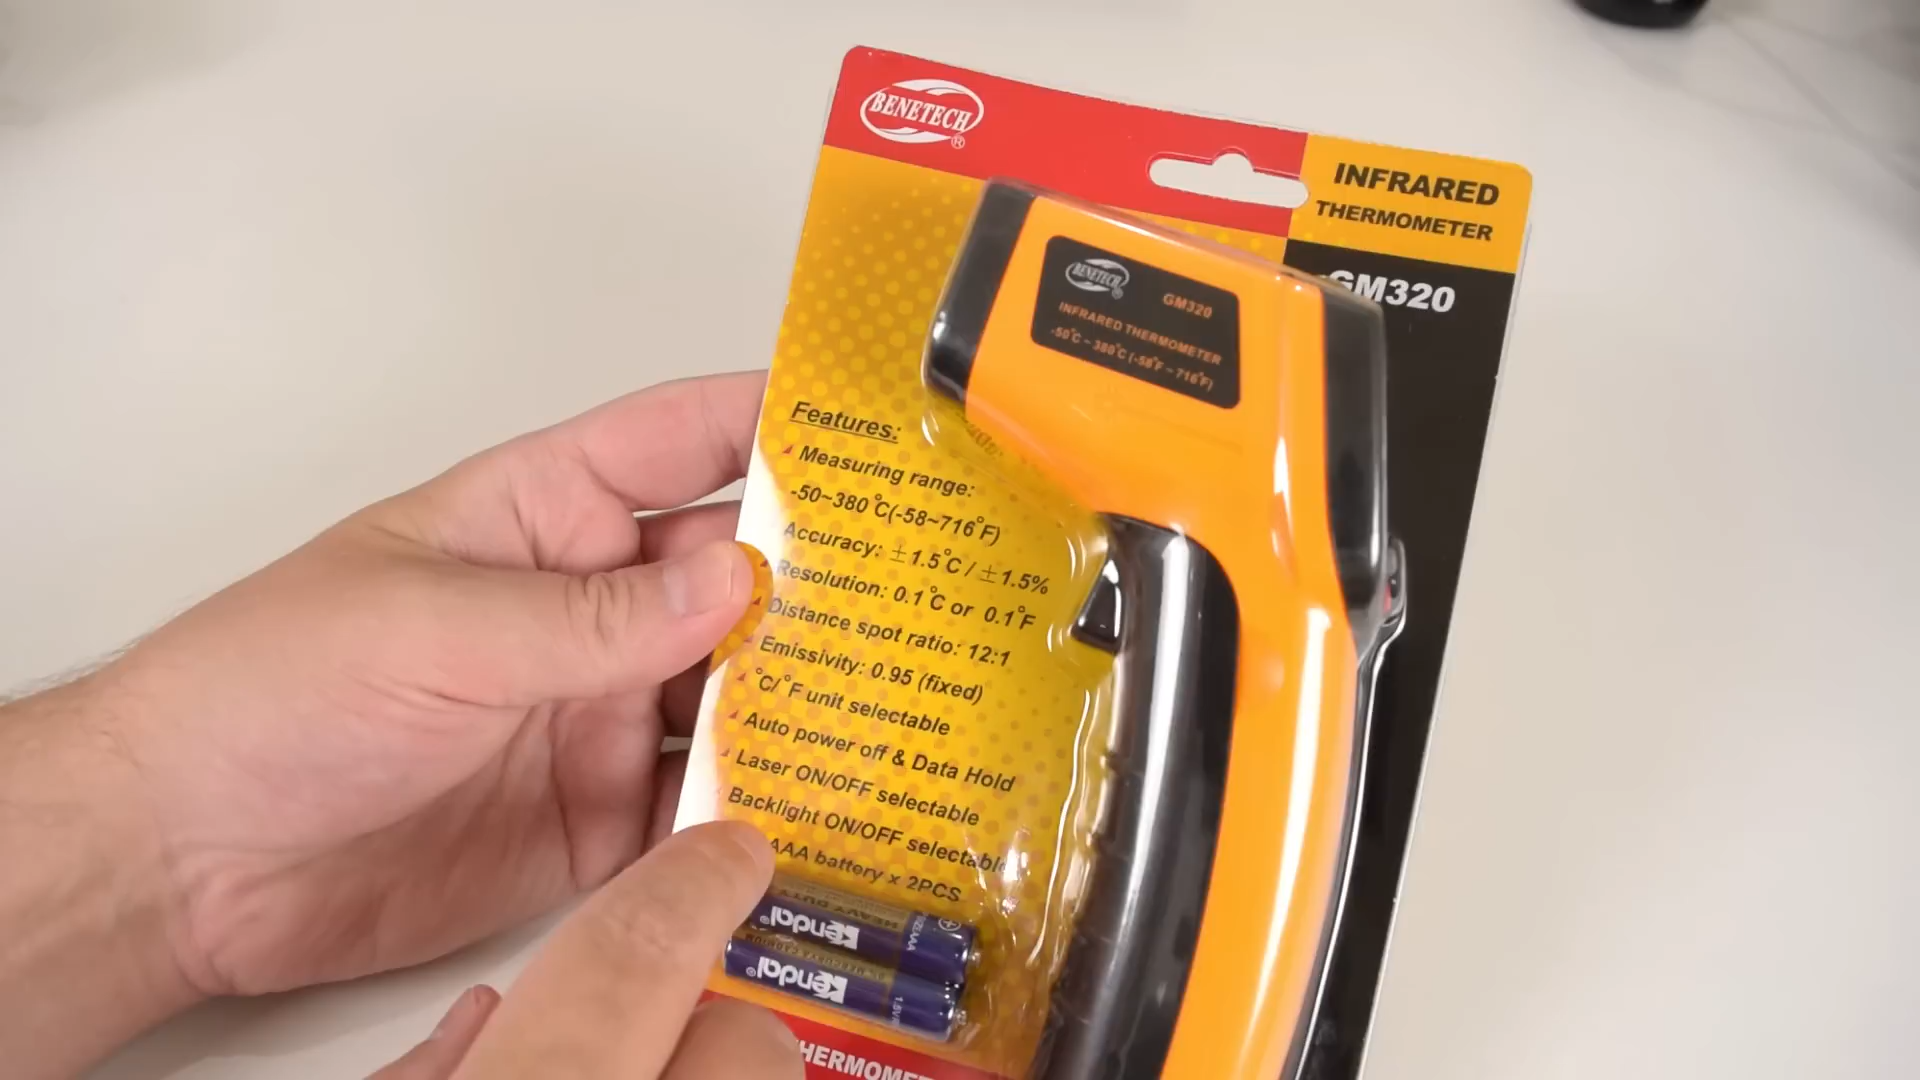 BENETECH
®
INFRARED
THERMOMETER
GM320
BENETECH
®
GM320
INFRARED THERMOMETER
-50°C ~ 380°C (-58°F ~ 716°F)
Features:
Measuring range:
-50~380°C(-58~716°F)
Accuracy: ±1.5°C / ±1.5%
Resolution: 0.1°C or 0.1°F
Distance spot ratio: 12:1
Emissivity: 0.95 (fixed)
°C/°F unit selectable
Auto power off & Data Hold
Laser ON/OFF selectable
Backlight ON/OFF selectable
AAA battery × 2PCS
HEAVY DUTY
Kendal®
Kendal®
HERMOME